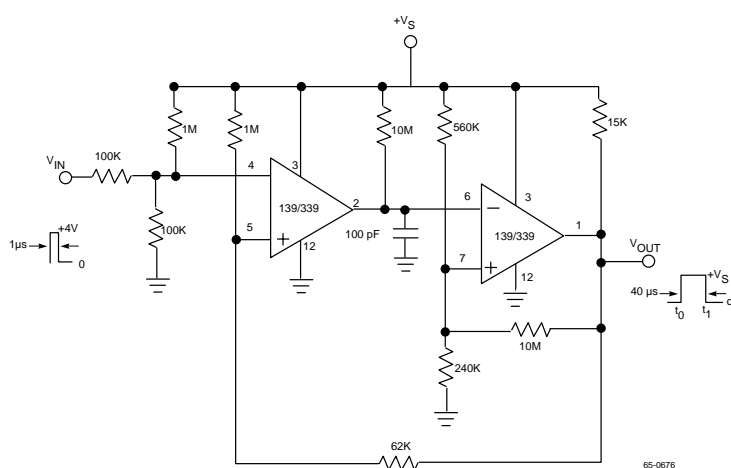 +VS
1M
1M
10M
560K
15K
VIN
100K
4
3
2
6
3
1
139/339
139/339
100K
5
+
12
100 pF
−
7
+
12
VOUT
1µs
+4V
0
40 µs
+VS
o
t0
t1
10M
240K
62K
65-0676